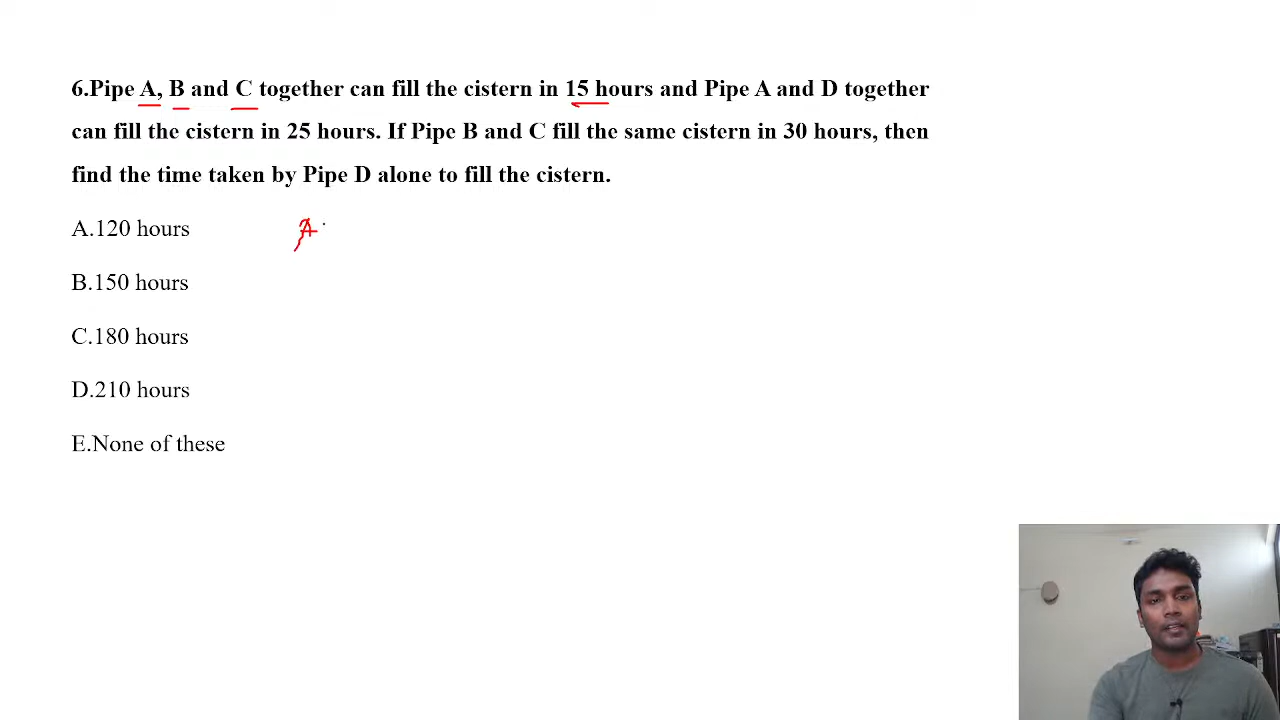 6.Pipe A, B and C together can fill the cistern in 15 hours and Pipe A and D together
can fill the cistern in 25 hours. If Pipe B and C fill the same cistern in 30 hours, then
find the time taken by Pipe D alone to fill the cistern.
A.120 hours
A
B.150 hours
C.180 hours
D.210 hours
E.None of these